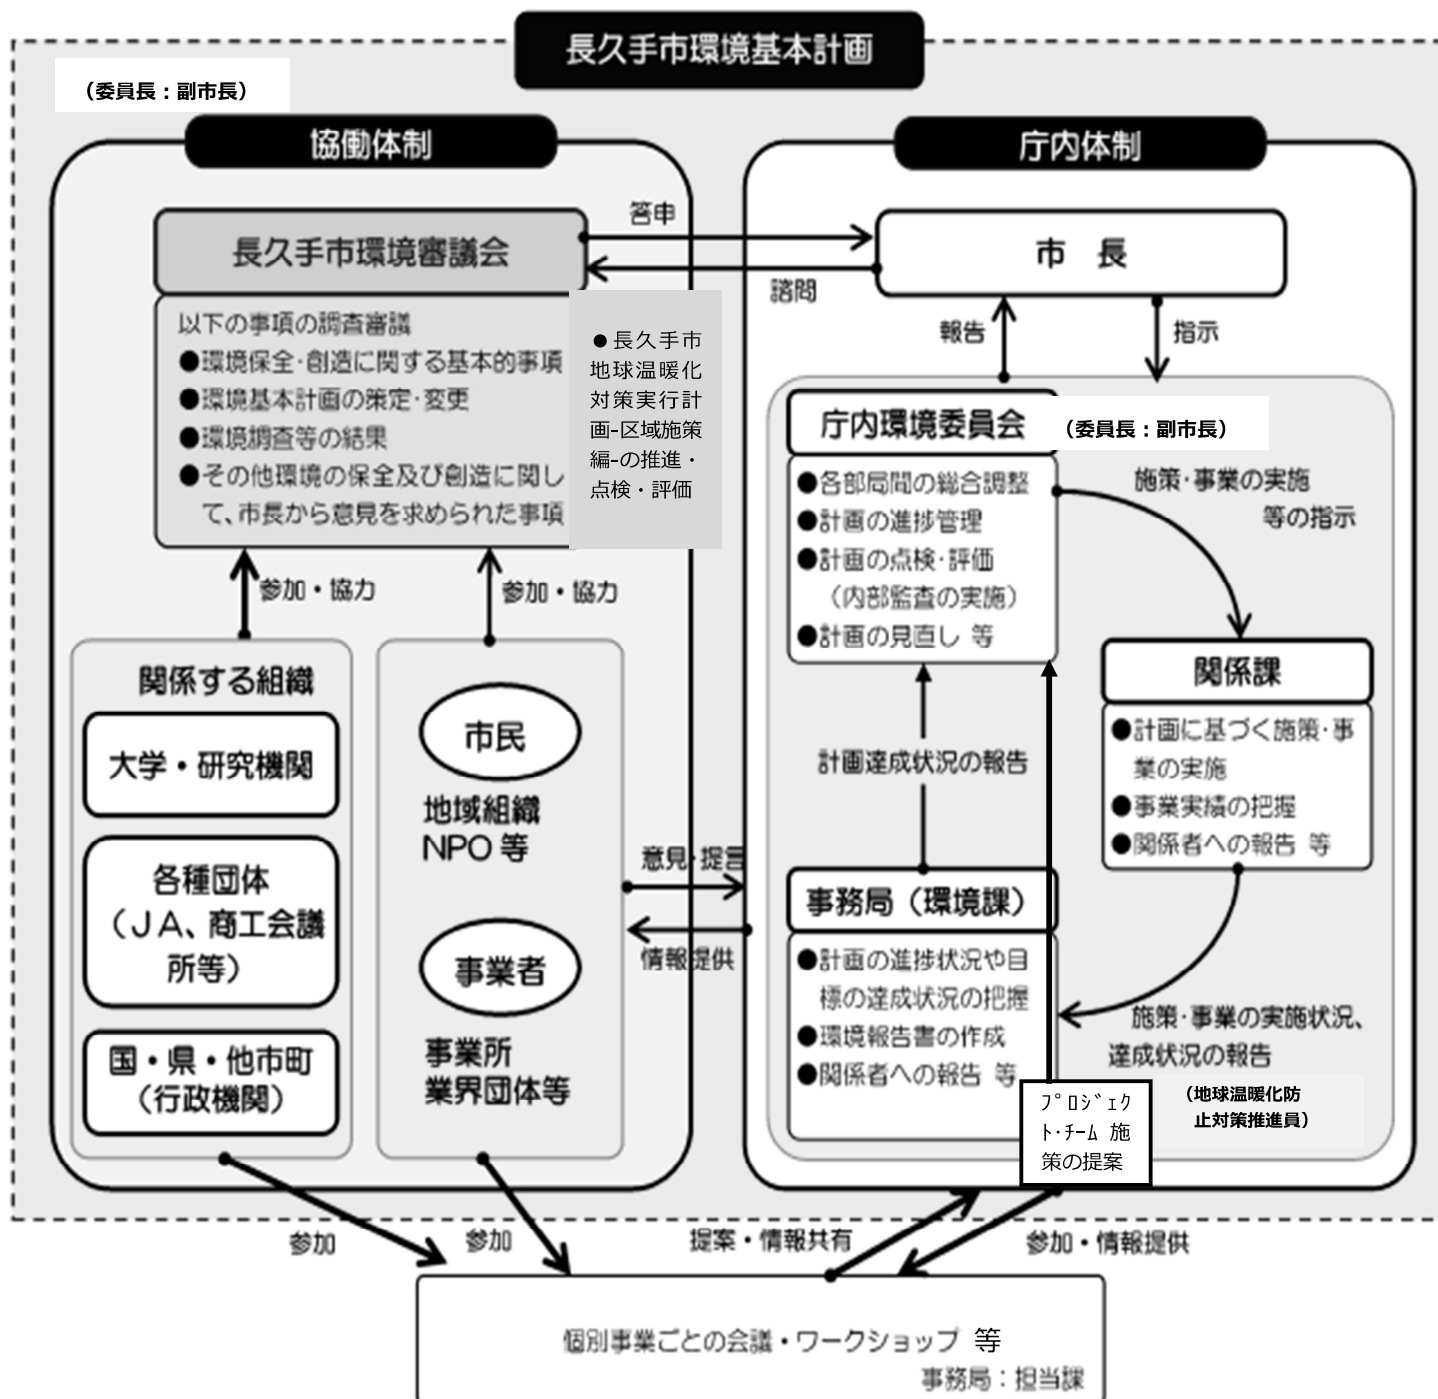 長久手市環境基本計画
（委員長：副市長）
協働体制
長久手市環境審議会
以下の事項の調査審議
●環境保全･創造に関する基本的事項
●環境基本計画の策定･変更
●環境調査等の結果
●その他環境の保全及び創造に関し
て、市長から意見を求められた事項
●長久手市
地球温暖化
対策実行計
画-区域施策
編-の推進・
点検・評価
参加・協力
参加・協力
関係する組織
大学・研究機関
各種団体
（ＪＡ、商工会議
所等）
国・県・他市町
（行政機関）
市民
地域組織
NPO 等
事業者
事業所
業界団体等
答申
諮問
意見･提言
情報提供
庁内体制
市　長
報告
指示
庁内環境委員会
（委員長：副市長）
●各部局間の総合調整
●計画の進捗管理
●計画の点検･評価
（内部監査の実施）
●計画の見直し 等
施策･事業の実施
等の指示
関係課
●計画に基づく施策･事
業の実施
●事業実績の把握
●関係者への報告 等
計画達成状況の報告
事務局（環境課）
●計画の進捗状況や目
標の達成状況の把握
●環境報告書の作成
●関係者への報告 等
施策･事業の実施状況、
達成状況の報告
ﾌﾟﾛｼﾞｪｸ
ﾄ･ﾁｰﾑ 施
策の提案
（地球温暖化防
止対策推進員）
参加
参加
提案・情報共有
参加・情報提供
個別事業ごとの会議・ワークショップ 等
事務局：担当課